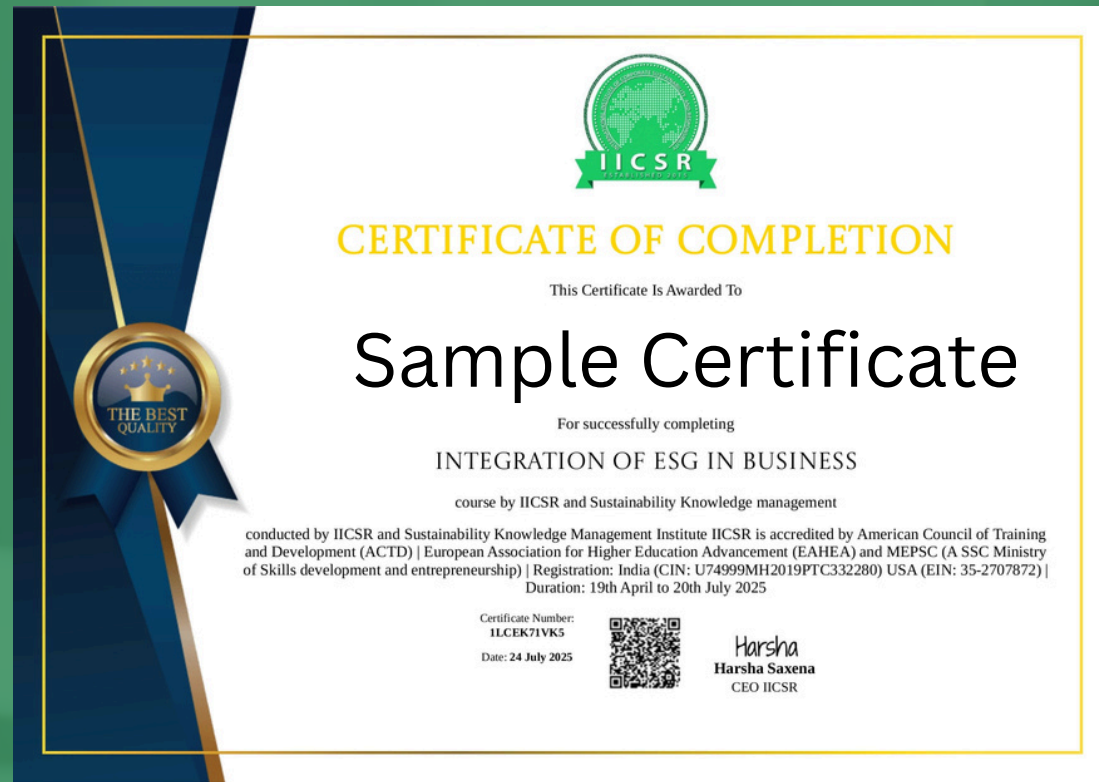 IICSR
CERTIFICATE OF COMPLETION
This Certificate Is Awarded To
Sample Certificate
THE BEST
QUALITY
For successfully completing
INTEGRATION OF ESG IN BUSINESS
course by IICSR and Sustainability Knowledge management
conducted by IICSR and Sustainability Knowledge Management Institute IICSR is accredited by American Council of Training
and Development (ACTD) | European Association for Higher Education Advancement (EAHEA) and MEPSC (A SSC Ministry
of Skills development and entrepreneurship) | Registration: India (CIN: U74999MH2019PTC332280) USA (EIN: 35-2707872) |
Duration: 19th April to 20th July 2025
Certificate Number:
1LCEK71VK5
Date: 24 July 2025
Harsha
Harsha Saxena
CEO IICSR